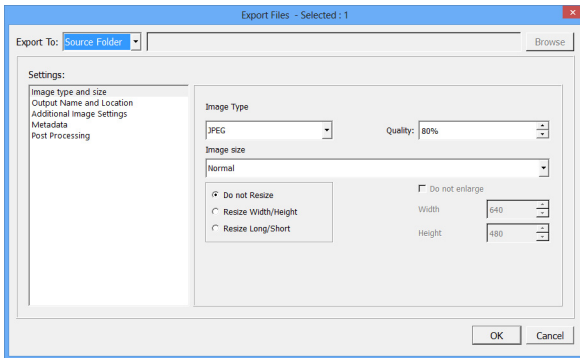 Export Files - Selected : 1
Export To: Source Folder Browse
Settings:
Image type and size
Output Name and Location
Additional Image Settings
Metadata
Post Processing
Image Type
JPEG Quality: 80%
Image size
Normal
Do not Resize Do not enlarge
Resize Width/Height Width 640
Resize Long/Short Height 480
OK Cancel